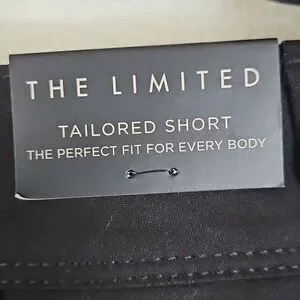 THE LIMITED
TAILORED SHORT
THE PERFECT FIT FOR EVERY BODY